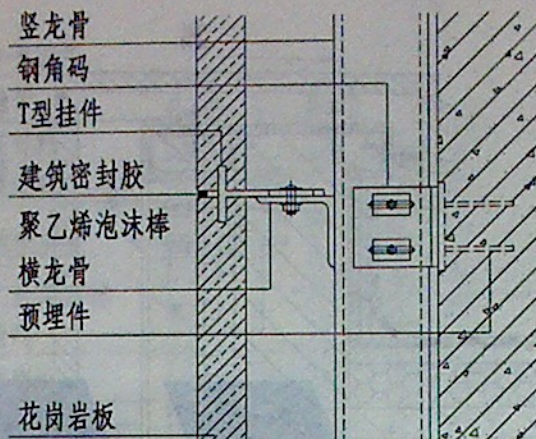 竖龙骨
钢角码
T型挂件
建筑密封胶
聚乙烯泡沫棒
横龙骨
预埋件
花岗岩板